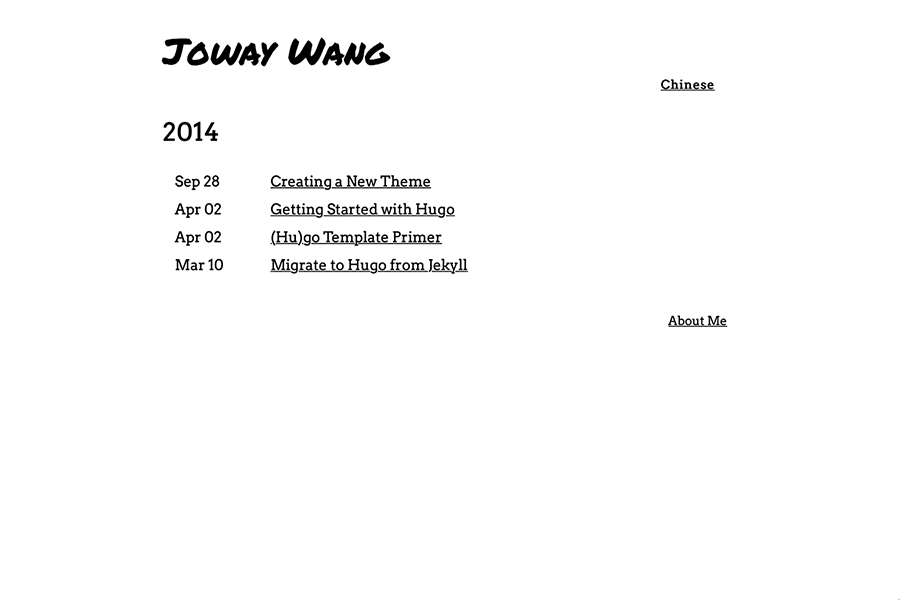 Joway Wang
Chinese
2014
Sep 28 Creating a New Theme
Apr 02 Getting Started with Hugo
Apr 02 (Hu)go Template Primer
Mar 10 Migrate to Hugo from Jekyll
About Me